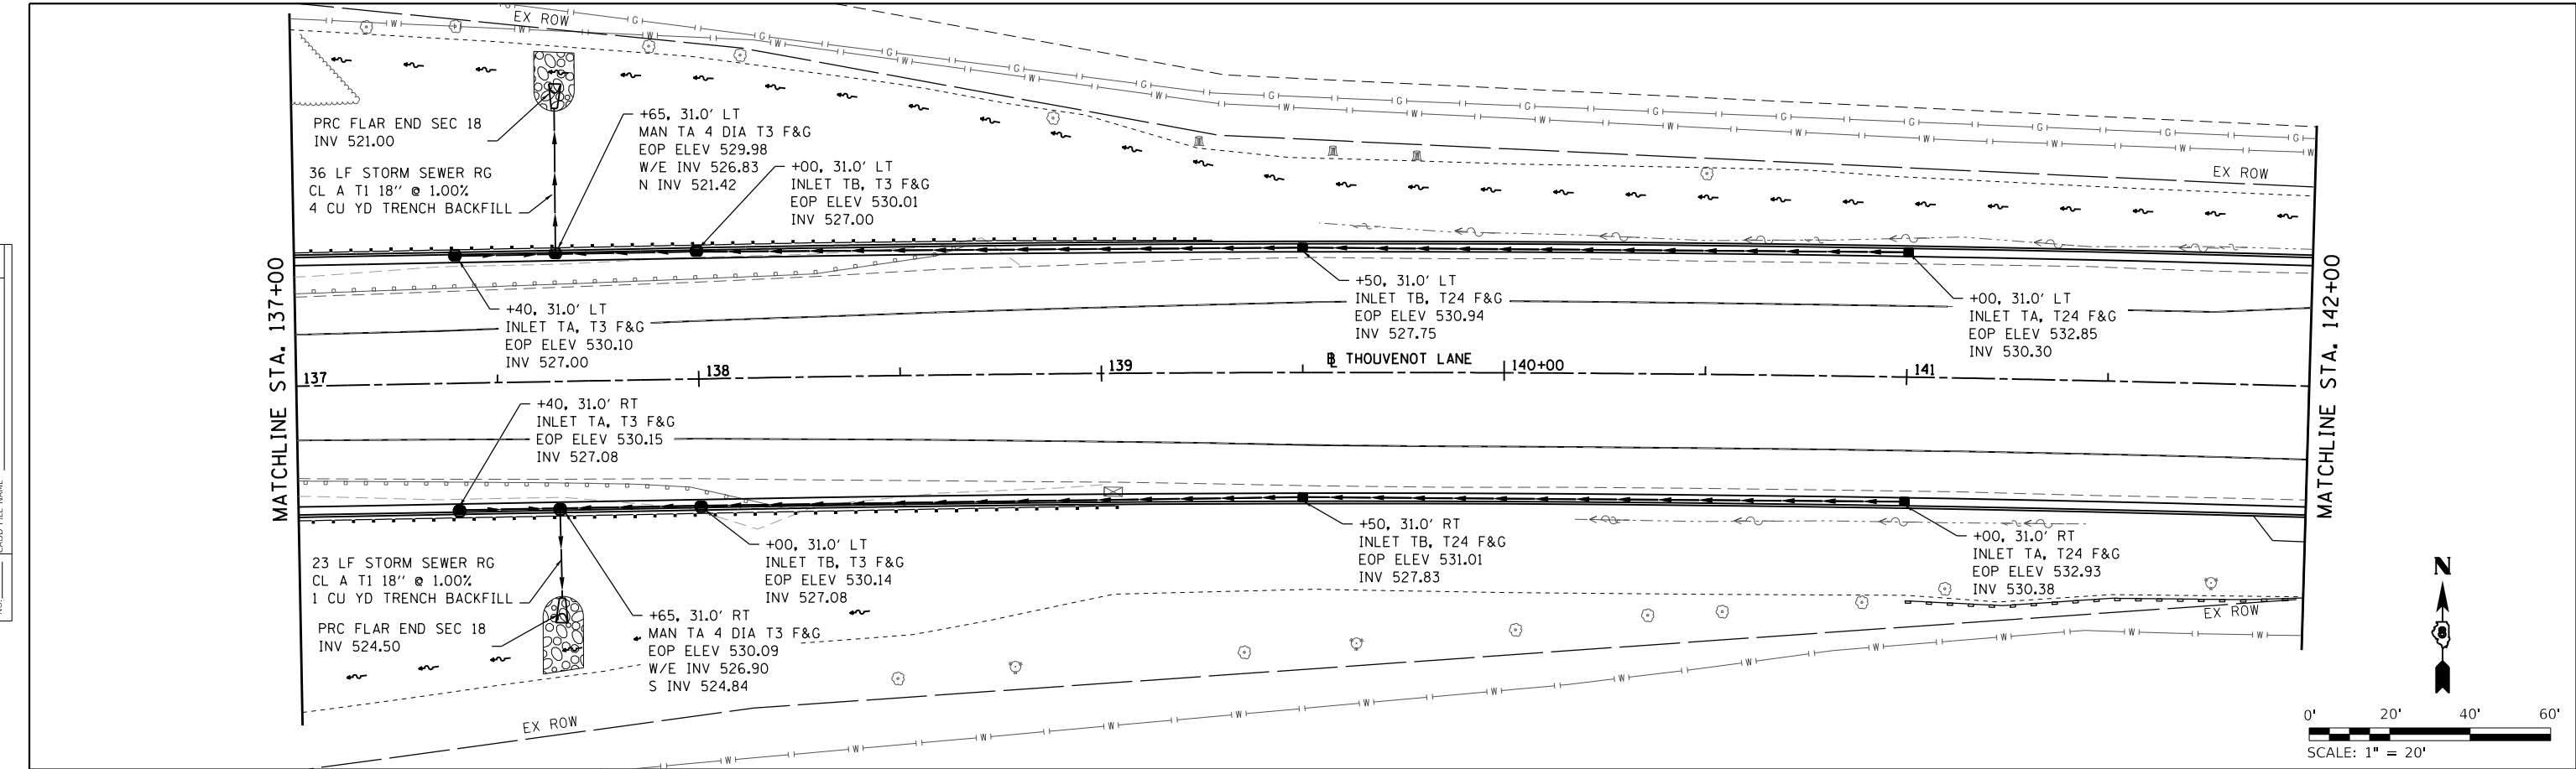 EX ROW
PRC FLAR END SEC 18
INV 521.00
36 LF STORM SEWER RG
CL A T1 18'' @ 1.00%
4 CU YD TRENCH BACKFILL
+65, 31.0' LT
MAN TA 4 DIA T3 F&G
EOP ELEV 529.98
W/E INV 526.83
N INV 521.42
+00, 31.0' LT
INLET TB, T3 F&G
EOP ELEV 530.01
INV 527.00
EX ROW
MATCHLINE STA. 137+00
+40, 31.0' LT
INLET TA, T3 F&G
EOP ELEV 530.10
INV 527.00
+50, 31.0' LT
INLET TB, T24 F&G
EOP ELEV 530.94
INV 527.75
+00, 31.0' LT
INLET TA, T24 F&G
EOP ELEV 532.85
INV 530.30
MATCHLINE STA. 142+00
THOUVENOT LANE
137
138
139
140+00
141
+40, 31.0' RT
INLET TA, T3 F&G
EOP ELEV 530.15
INV 527.08
23 LF STORM SEWER RG
CL A T1 18'' @ 1.00%
1 CU YD TRENCH BACKFILL
PRC FLAR END SEC 18
INV 524.50
+00, 31.0' LT
INLET TB, T3 F&G
EOP ELEV 530.14
INV 527.08
+65, 31.0' RT
MAN TA 4 DIA T3 F&G
EOP ELEV 530.09
W/E INV 526.90
S INV 524.84
+50, 31.0' RT
INLET TB, T24 F&G
EOP ELEV 531.01
INV 527.83
+00, 31.0' RT
INLET TA, T24 F&G
EOP ELEV 532.93
INV 530.38
EX ROW
EX ROW
N
8
0' 20' 40' 60'
SCALE: 1" = 20'